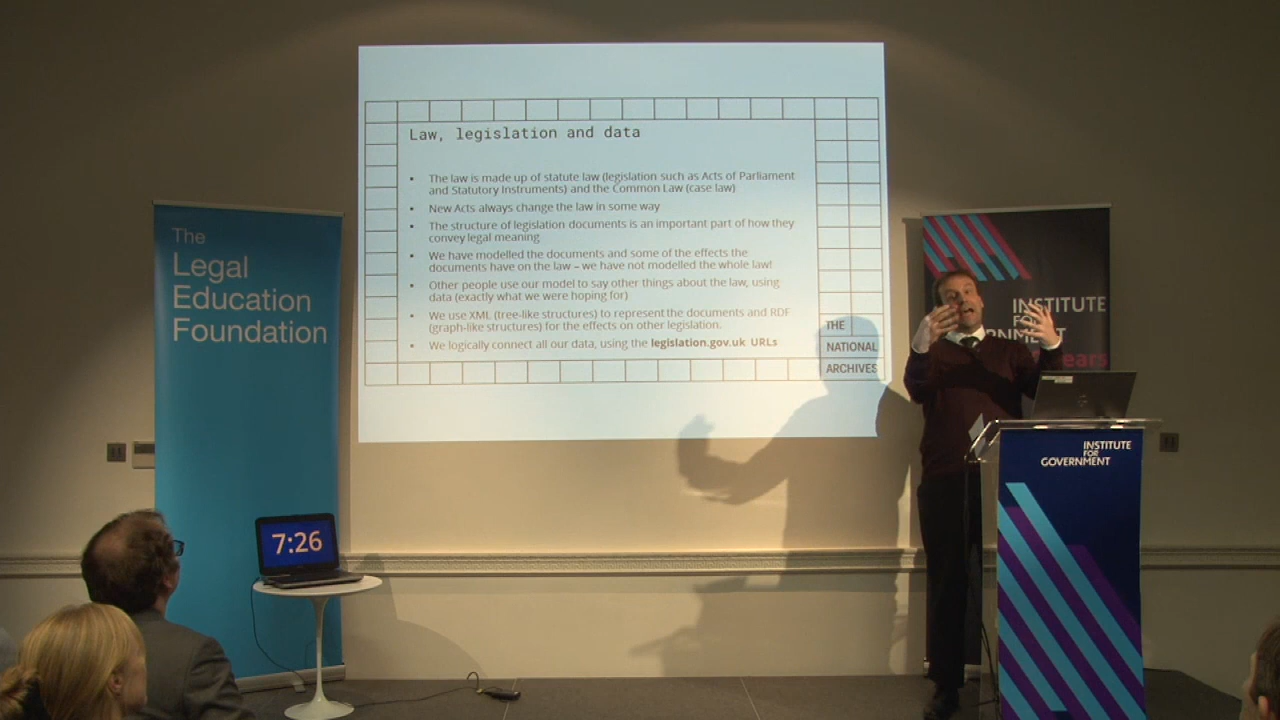 Law, legislation and data
▪ The law is made up of statute law (legislation such as Acts of Parliament
and Statutory Instruments) and the Common Law (case law)
▪ New Acts always change the law in some way
▪ The structure of legislation documents is an important part of how they
convey legal meaning
▪ We have modelled the documents and some of the effects the
documents have on the law – we have not modelled the whole law!
▪ Other people use our model to say other things about the law, using
data (exactly what we were hoping for)
▪ We use XML (tree-like structures) to represent the documents and RDF
(graph-like structures) for the effects on other legislation.
▪ We logically connect all our data, using the legislation.gov.uk URLs
THE
NATIONAL
ARCHIVES
The
Legal
Education
Foundation
7:26
INSTITUTE
FOR
ears
INSTITUTE
FOR
GOVERNMENT